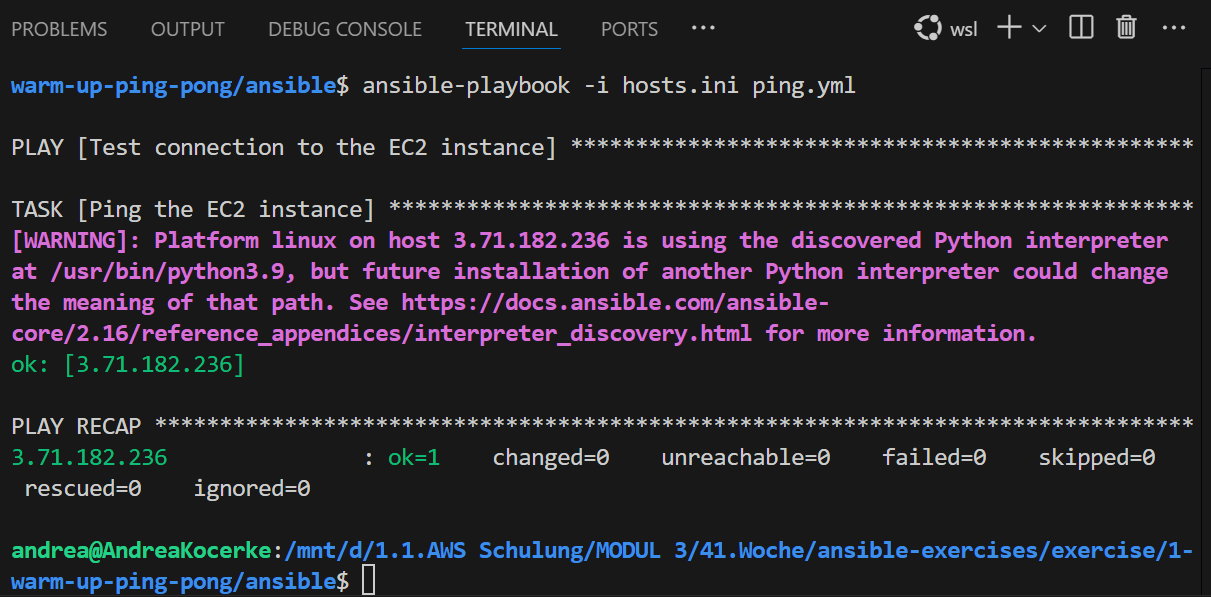 PROBLEMS OUTPUT DEBUG CONSOLE TERMINAL PORTS ··· wsl ···
warm-up-ping-pong/ansible$ ansible-playbook -i hosts.ini ping.yml
PLAY [Test connection to the EC2 instance] ************************************************
TASK [Ping the EC2 instance] **************************************************************
[WARNING]: Platform linux on host 3.71.182.236 is using the discovered Python interpreter
at /usr/bin/python3.9, but future installation of another Python interpreter could change
the meaning of that path. See https://docs.ansible.com/ansible-
core/2.16/reference_appendices/interpreter_discovery.html for more information.
ok: [3.71.182.236]
PLAY RECAP ********************************************************************************
3.71.182.236               : ok=1    changed=0    unreachable=0    failed=0    skipped=0
 rescued=0    ignored=0
andrea@AndreaKocerke:/mnt/d/1.1.AWS Schulung/MODUL 3/41.Woche/ansible-exercises/exercise/1-
warm-up-ping-pong/ansible$